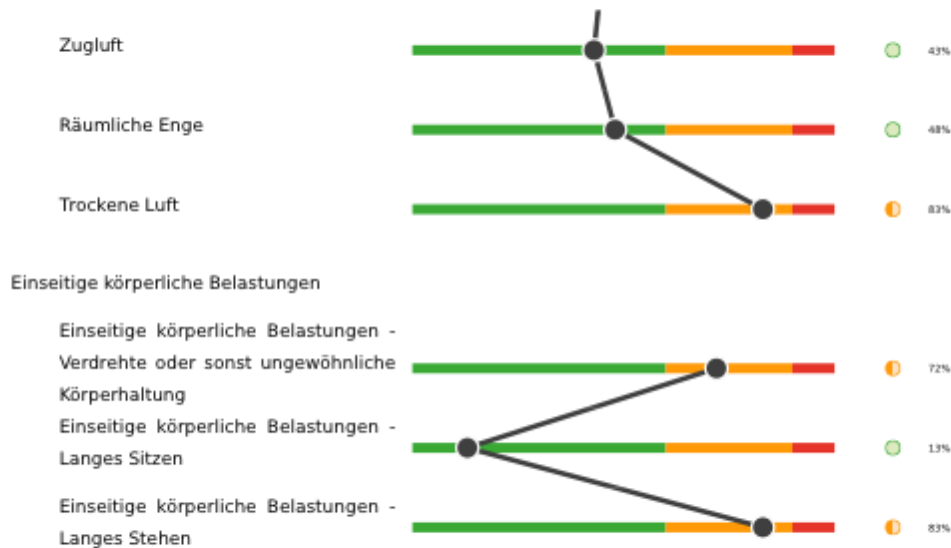 Zugluft 43%
Räumliche Enge 48%
Trockene Luft 83%
Einseitige körperliche Belastungen
Einseitige körperliche Belastungen -
Verdrehte oder sonst ungewöhnliche 72%
Körperhaltung
Einseitige körperliche Belastungen - 13%
Langes Sitzen
Einseitige körperliche Belastungen - 83%
Langes Stehen